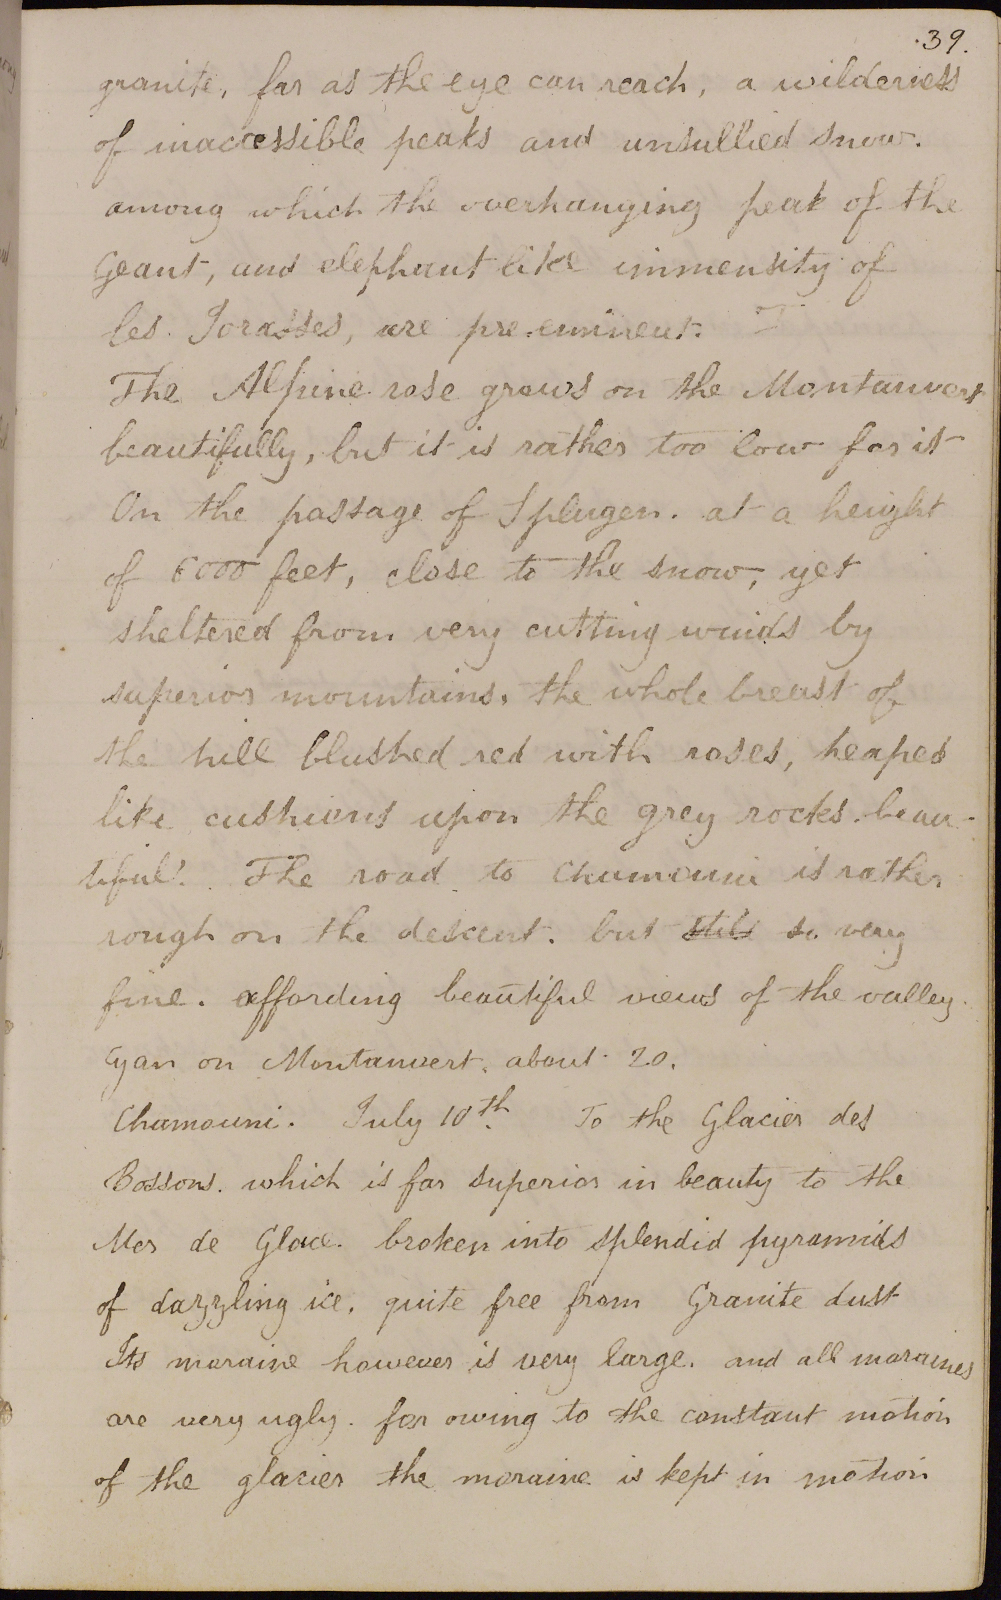 .39.
granite, far as the eye can reach, a wilderness
of inaccessible peaks and unsullied snow.
among which the overhanging peak of the
Geant, and elephant like immensity of
les Jorasses, are pre-eminent. T
The Alpine rose grows on the Montanvert
beautifully, but it is rather too low for it
On the passage of Splugen. at a height
of 6000 feet, close to the snow, yet
sheltered from very cutting winds by
superior mountains. the whole breast of
the hill blushed red with roses, heaped
like cushions upon the grey rocks. beau-
tiful! The road to Chamouni is rather
rough on the descent. but still so very
fine. affording beautiful views of the valley.
Cyan on Montanvert. about 20.
Chamouni. July 10th. To the Glacier des
Bossons. which is far superior in beauty to the
Mer de Glace. broken into splendid pyramids
of dazzling ice. quite free from Granite dust
Its moraine however is very large. and all moraines
are very ugly. for owing to the constant motion
of the glacier the moraine is kept in motion